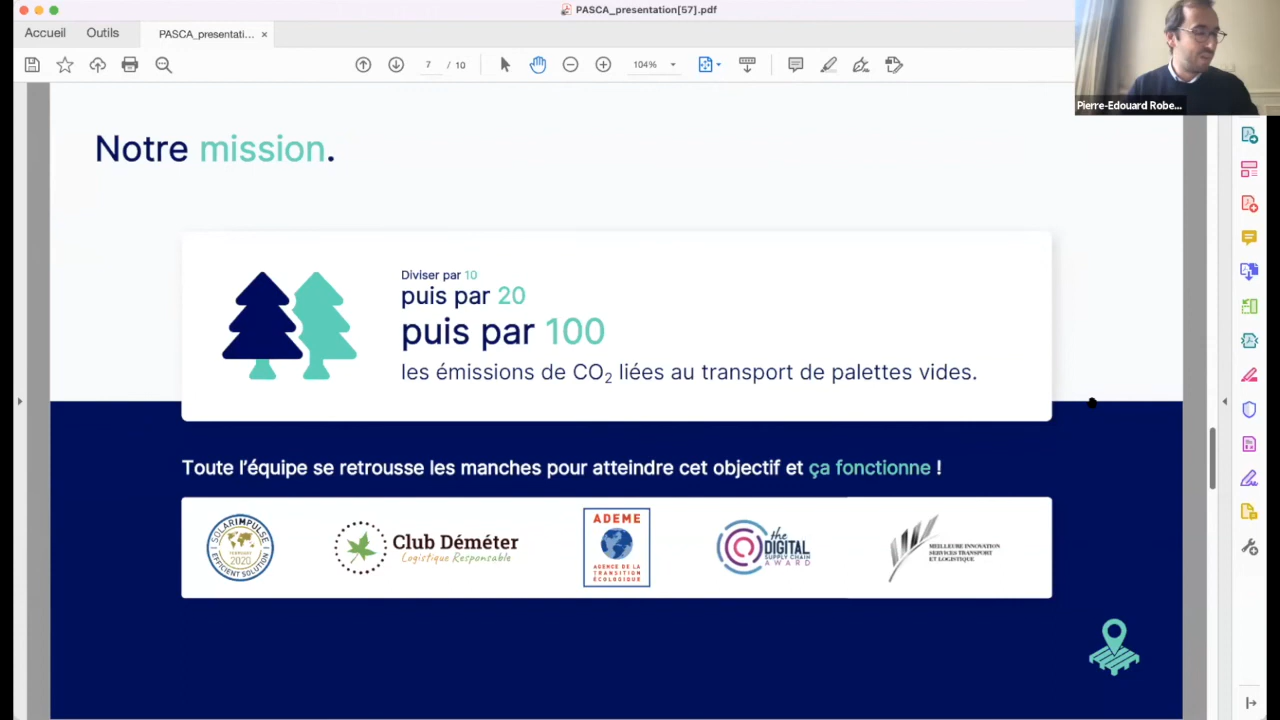 PASCA_presentation[57].pdf
Accueil
Outils
PASCA_presentati... ×
7 / 10
104%
Pierre-Edouard Robe...
Notre mission.
Diviser par 10
puis par 20
puis par 100
les émissions de CO₂ liées au transport de palettes vides.
Toute l'équipe se retrousse les manches pour atteindre cet objectif et ça fonctionne !
SOLARIMPULSE
FEBRUARY
2020
EFFICIENT SOLUTION
Club Déméter
Logistique Responsable
ADEME
AGENCE DE LA
TRANSITION
ÉCOLOGIQUE
the
DIGITAL
SUPPLY CHAIN
AWARD
MEILLEURE INNOVATION
SERVICES TRANSPORT
ET LOGISTIQUE